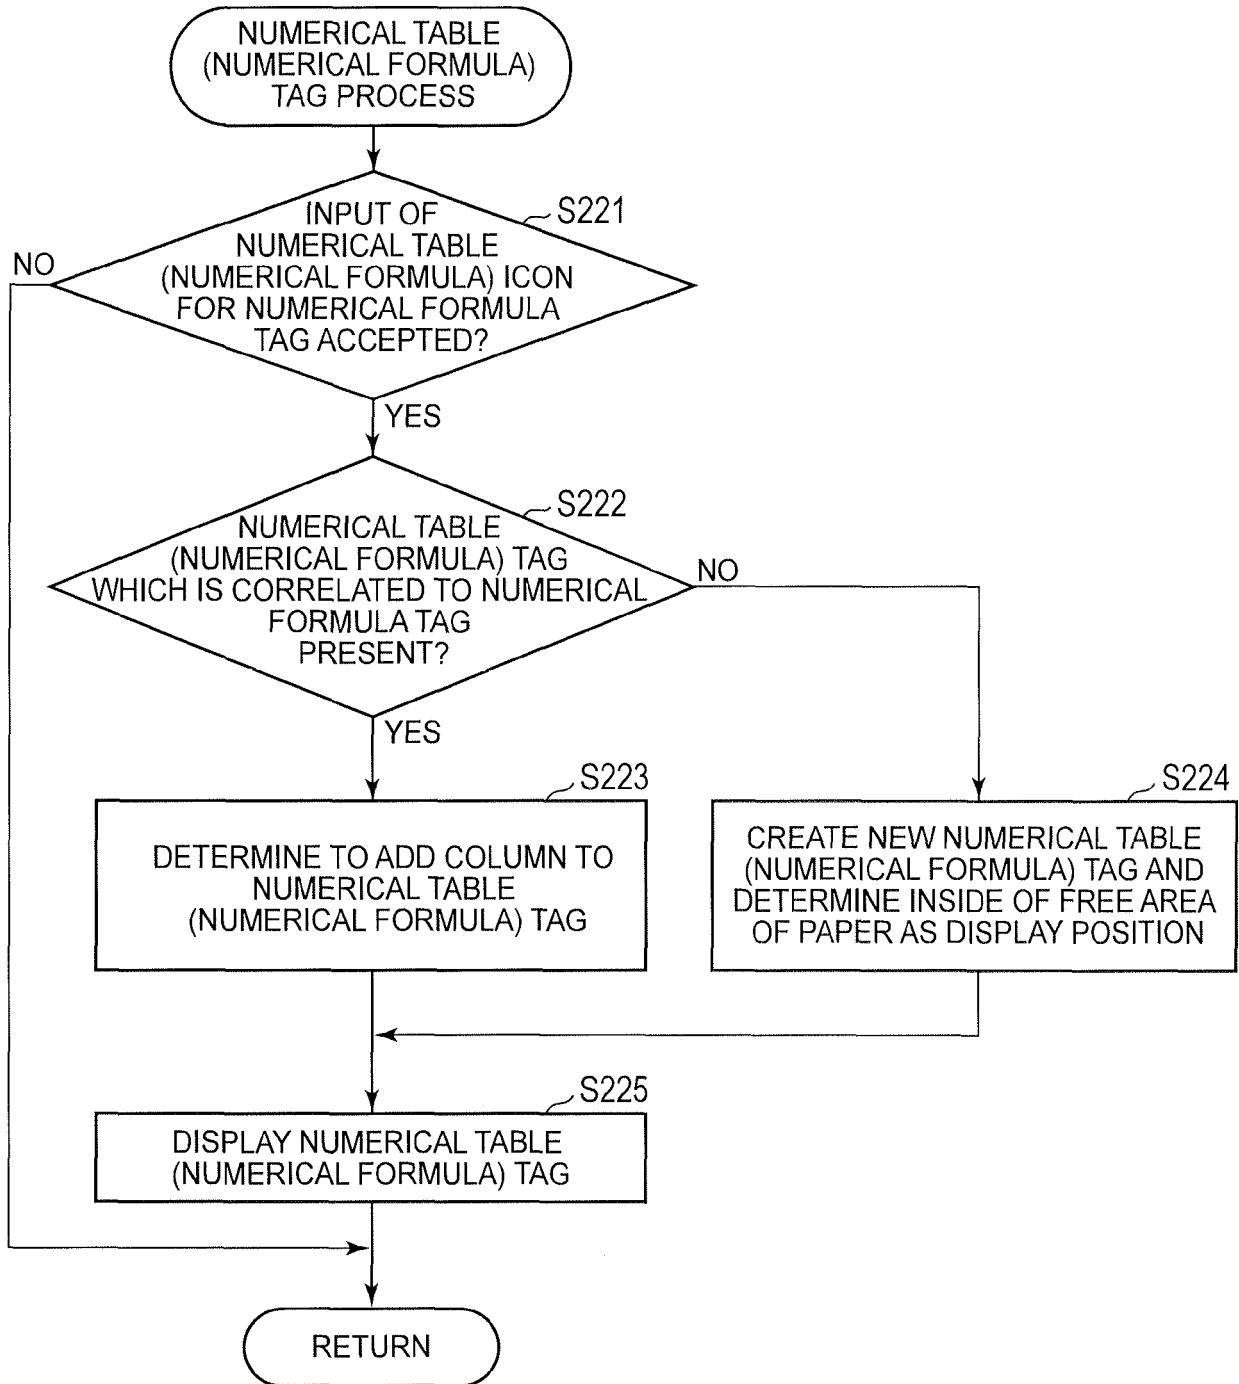 NUMERICAL TABLE
(NUMERICAL FORMULA)
TAG PROCESS
S221
INPUT OF
NUMERICAL TABLE
(NUMERICAL FORMULA) ICON
FOR NUMERICAL FORMULA
TAG ACCEPTED?
NO
YES
S222
NUMERICAL TABLE
(NUMERICAL FORMULA) TAG
WHICH IS CORRELATED TO NUMERICAL
FORMULA TAG
PRESENT?
NO
YES
S223
DETERMINE TO ADD COLUMN TO
NUMERICAL TABLE
(NUMERICAL FORMULA) TAG
S224
CREATE NEW NUMERICAL TABLE
(NUMERICAL FORMULA) TAG AND
DETERMINE INSIDE OF FREE AREA
OF PAPER AS DISPLAY POSITION
S225
DISPLAY NUMERICAL TABLE
(NUMERICAL FORMULA) TAG
RETURN